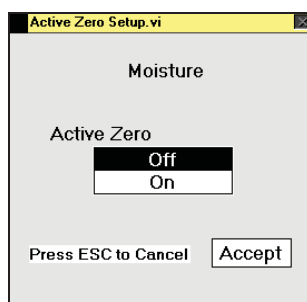 Active Zero Setup.vi
Moisture
Active Zero
Off
On
Press ESC to Cancel Accept